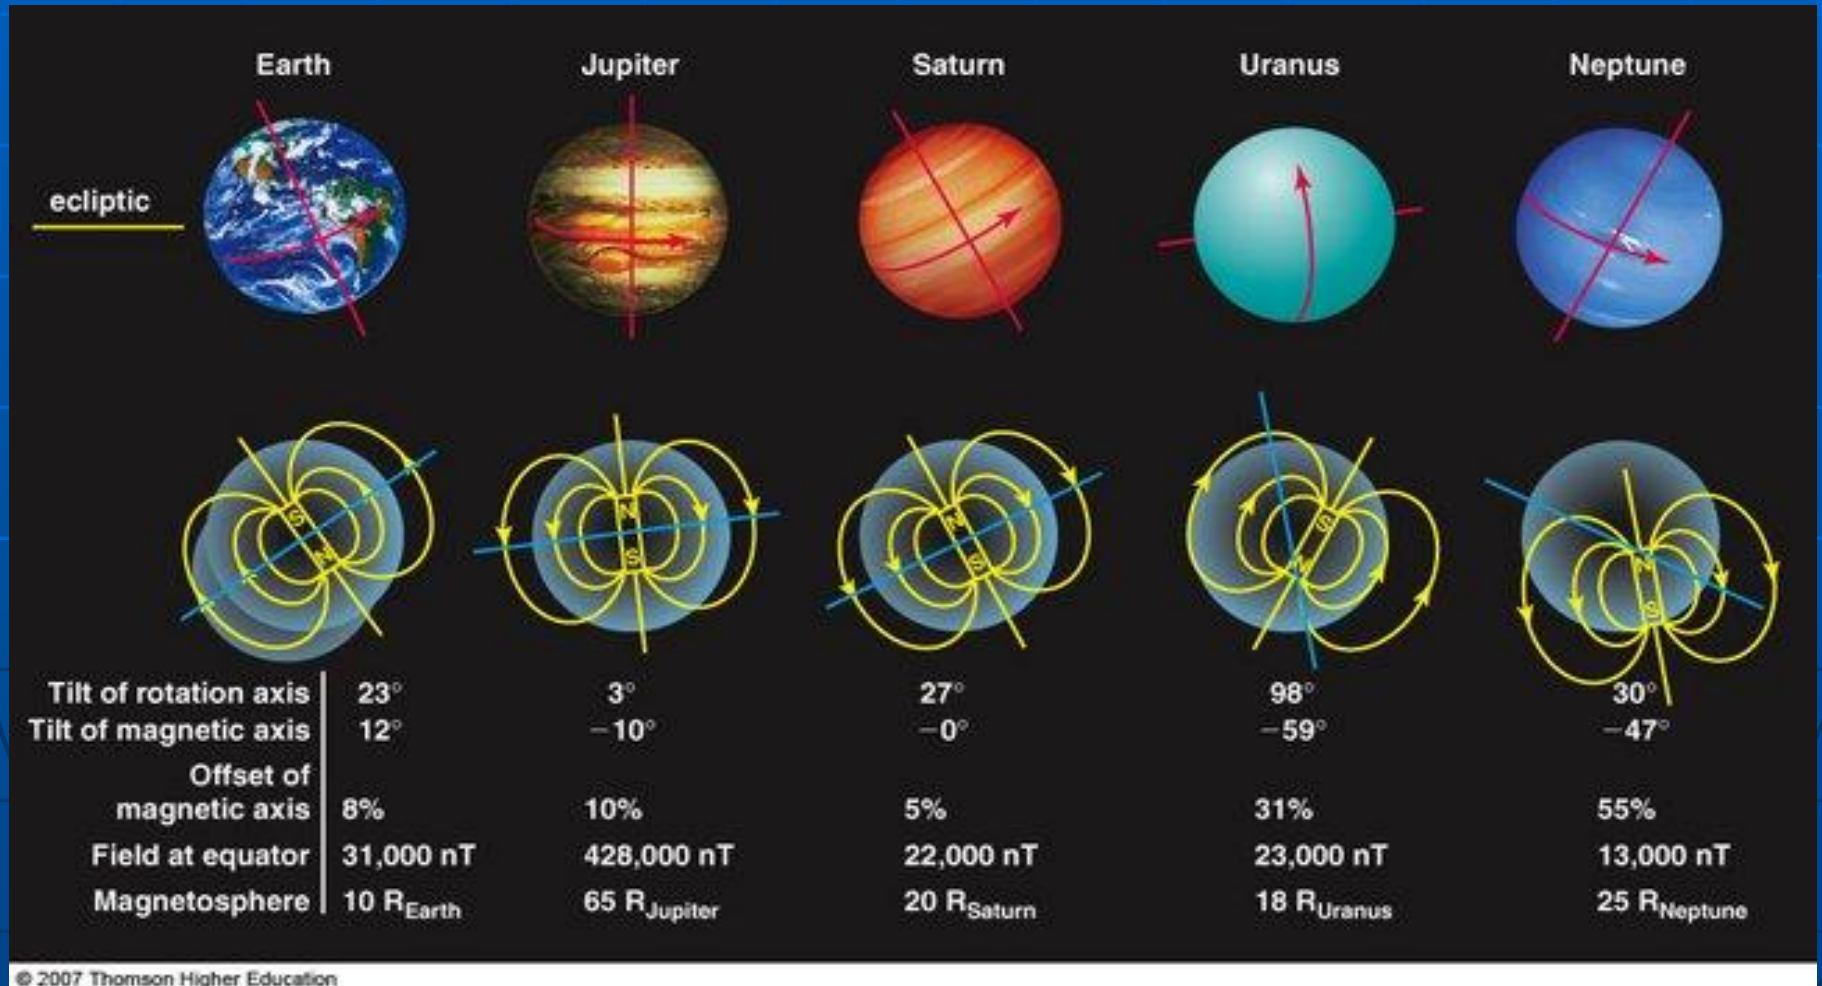 Earth Jupiter Saturn Uranus Neptune
ecliptic
S N N S N S S N N S
Tilt of rotation axis 23° 3° 27° 98° 30°
Tilt of magnetic axis 12° −10° −0° −59° −47°
Offset of
magnetic axis 8% 10% 5% 31% 55%
Field at equator 31,000 nT 428,000 nT 22,000 nT 23,000 nT 13,000 nT
Magnetosphere 10 REarth 65 RJupiter 20 RSaturn 18 RUranus 25 RNeptune
© 2007 Thomson Higher Education